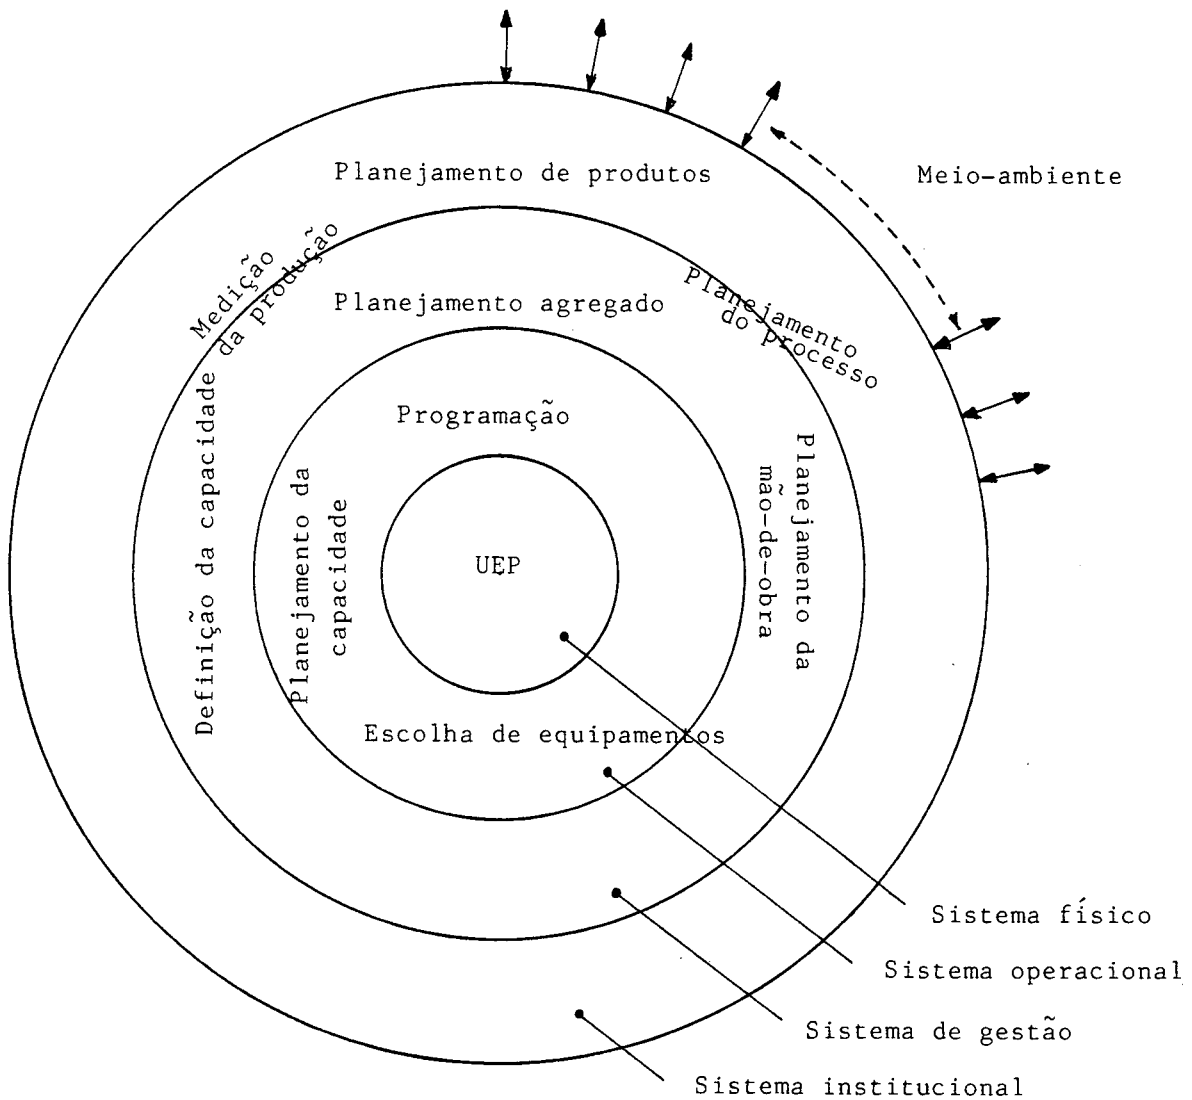 Planejamento de produtos
Meio-ambiente
Medição
da produção
Planejamento agregado
Planejamento
do processo
Programação
Definição da capacidade
Planejamento da
capacidade
UEP
Planejamento da
mão-de-obra
Escolha de equipamentos
Sistema físico
Sistema operacional
Sistema de gestão
Sistema institucional